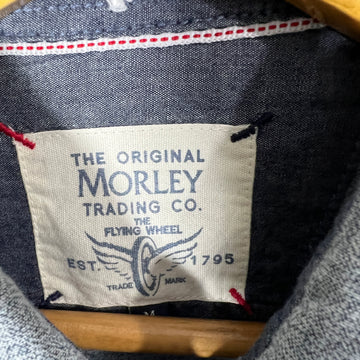 THE ORIGINAL
MORLEY
TRADING CO.
THE
FLYING WHEEL
EST. 1795
TRADE MARK
M